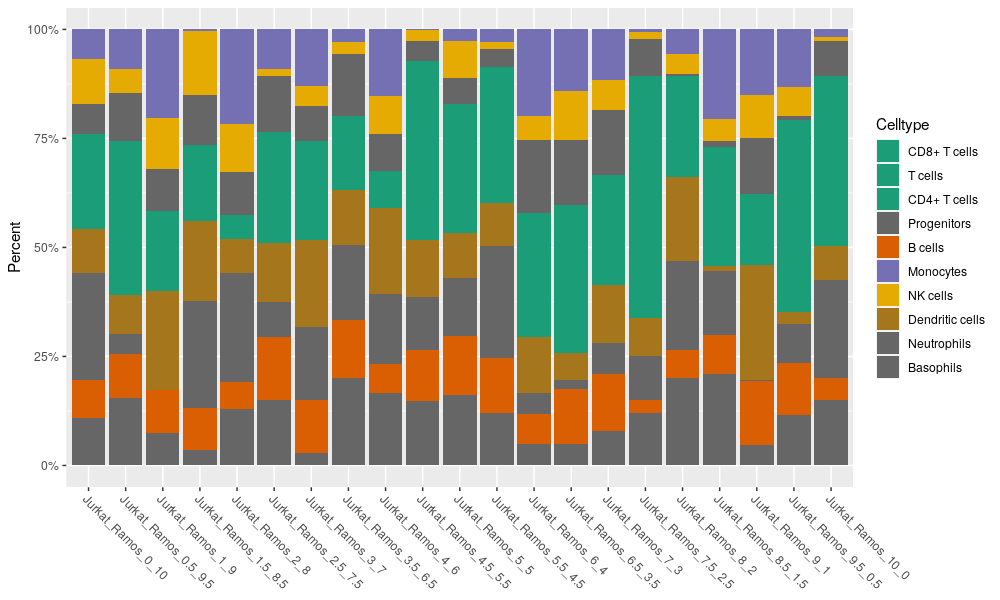 100%
75%
50%
25%
0%
Percent
Jurkat_Ramos_0_10
Jurkat_Ramos_05_9.5
Jurkat_Ramos_1_9
Jurkat_Ramos_1.5_8.5
Jurkat_Ramos_2_8
Jurkat_Ramos_2.5_7.5
Jurkat_Ramos_3_7
Jurkat_Ramos_3.5_6.5
Jurkat_Ramos_4_6
Jurkat_Ramos_4.5_5.5
Jurkat_Ramos_5_5
Jurkat_Ramos_5.5_4.5
Jurkat_Ramos_6_4
Jurkat_Ramos_6.5_3.5
Jurkat_Ramos_7_3
Jurkat_Ramos_7.5_2.5
Jurkat_Ramos_8_2
Jurkat_Ramos_8.5_1.5
Jurkat_Ramos_9_1
Jurkat_Ramos_9.5_0.5
Jurkat_Ramos_10_0
Celltype
CD8+ T cells
T cells
CD4+ T cells
Progenitors
B cells
Monocytes
NK cells
Dendritic cells
Neutrophils
Basophils